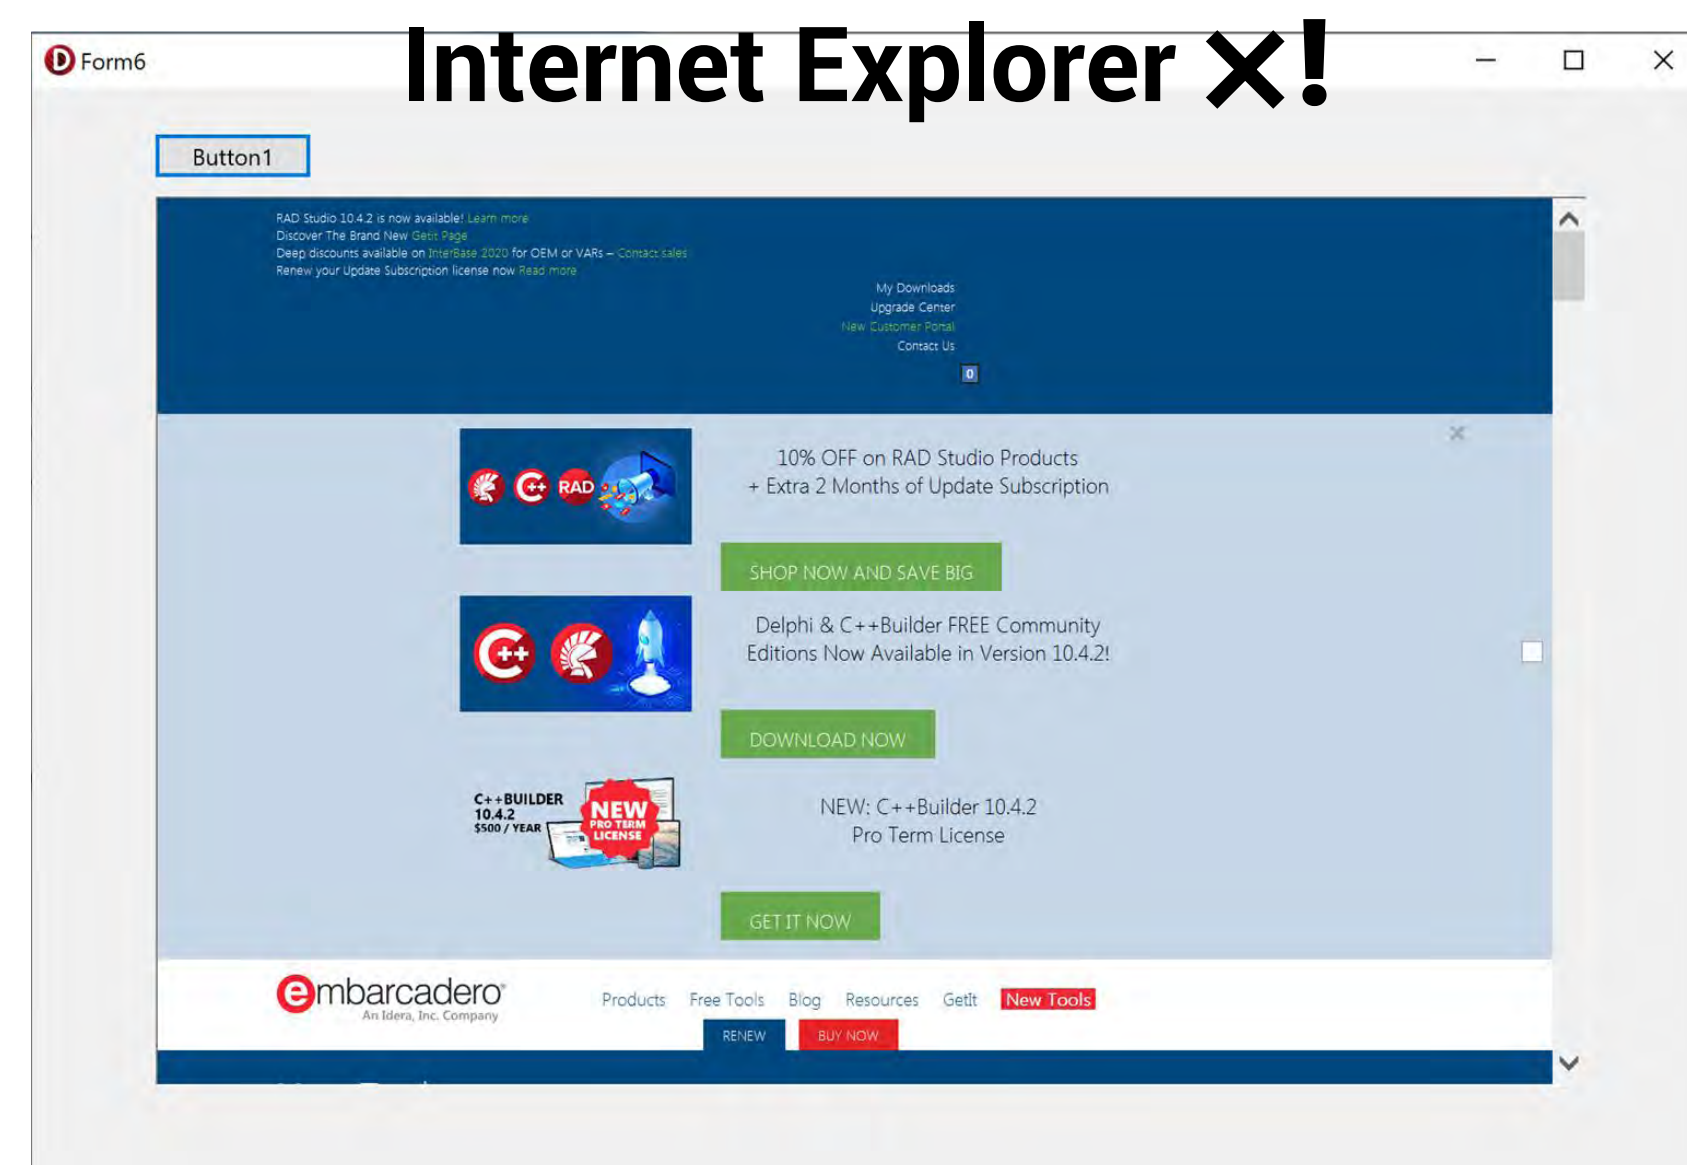 Internet Explorer ×!
Form6
Button1
RAD Studio 10.4.2 is now available! Learn more
Discover The Brand New GetIt Page
Deep discounts available on InterBase 2020 for OEM or VARs – Contact sales
Renew your Update Subscription license now Read more
My Downloads
Upgrade Center
New Customer Portal
Contact Us
0
C++ RAD
10% OFF on RAD Studio Products
+ Extra 2 Months of Update Subscription
SHOP NOW AND SAVE BIG
C++
Delphi & C++Builder FREE Community
Editions Now Available in Version 10.4.2!
DOWNLOAD NOW
C++BUILDER
10.4.2
$500 / YEAR
NEW
PRO TERM
LICENSE
NEW: C++Builder 10.4.2
Pro Term License
GET IT NOW
embarcadero
An Idera, Inc. Company
Products Free Tools Blog Resources GetIt New Tools
RENEW BUY NOW